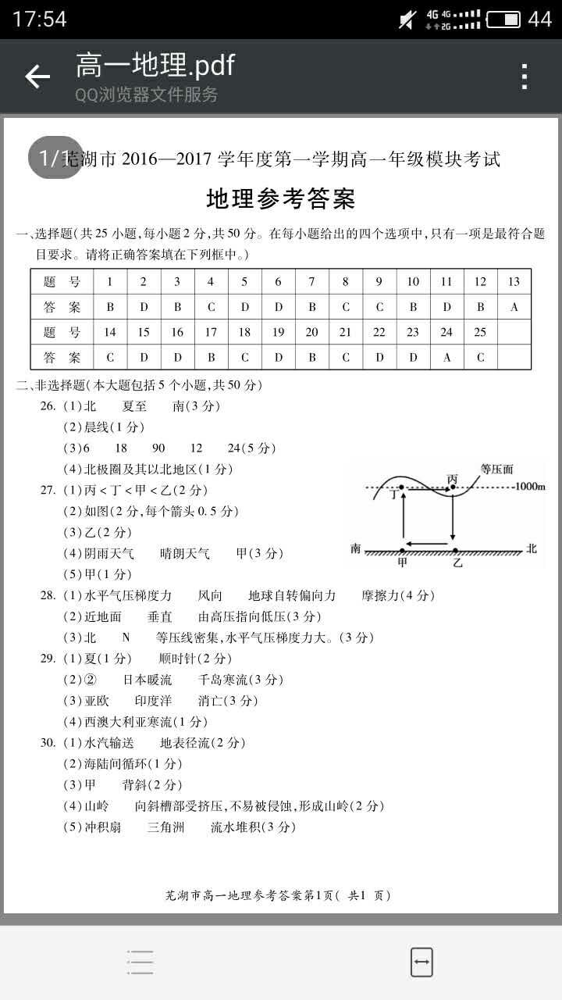 17:54
4G 4G 2G 44
高一地理.pdf
QQ浏览器文件服务
1/1
芜湖市 2016—2017 学年度第一学期高一年级模块考试
地理参考答案
一、选择题(共 25 小题,每小题 2 分,共 50 分。在每小题给出的四个选项中,只有一项是最符合题
目要求。请将正确答案填在下列框中。)
题 号 1 2 3 4 5 6 7 8 9 10 11 12 13
答 案 B D B C D D B C C B D B A
题 号 14 15 16 17 18 19 20 21 22 23 24 25
答 案 C D D B C D B C D D A C
二、非选择题(本大题包括 5 个小题,共 50 分)
26. (1)北 夏至 南(3 分)
(2)晨线(1 分)
(3)6 18 90 12 24(5 分)
(4)北极圈及其以北地区(1 分)
27. (1)丙<丁<甲<乙(2 分)
(2)如图(2 分,每个箭头 0.5 分)
(3)乙(2 分)
(4)阴雨天气 晴朗天气 甲(3 分)
(5)甲(1 分)
等压面
丙
丁
1000m
南
北
甲
乙
28. (1)水平气压梯度力 风向 地球自转偏向力 摩擦力(4 分)
(2)近地面 垂直 由高压指向低压(3 分)
(3)北 N 等压线密集,水平气压梯度力大。(3 分)
29. (1)夏(1 分) 顺时针(2 分)
(2)② 日本暖流 千岛寒流(3 分)
(3)亚欧 印度洋 消亡(3 分)
(4)西澳大利亚寒流(1 分)
30. (1)水汽输送 地表径流(2 分)
(2)海陆间循环(1 分)
(3)甲 背斜(2 分)
(4)山岭 向斜槽部受挤压,不易被侵蚀,形成山岭(2 分)
(5)冲积扇 三角洲 流水堆积(3 分)
芜湖市高一地理参考答案第1页( 共1 页)